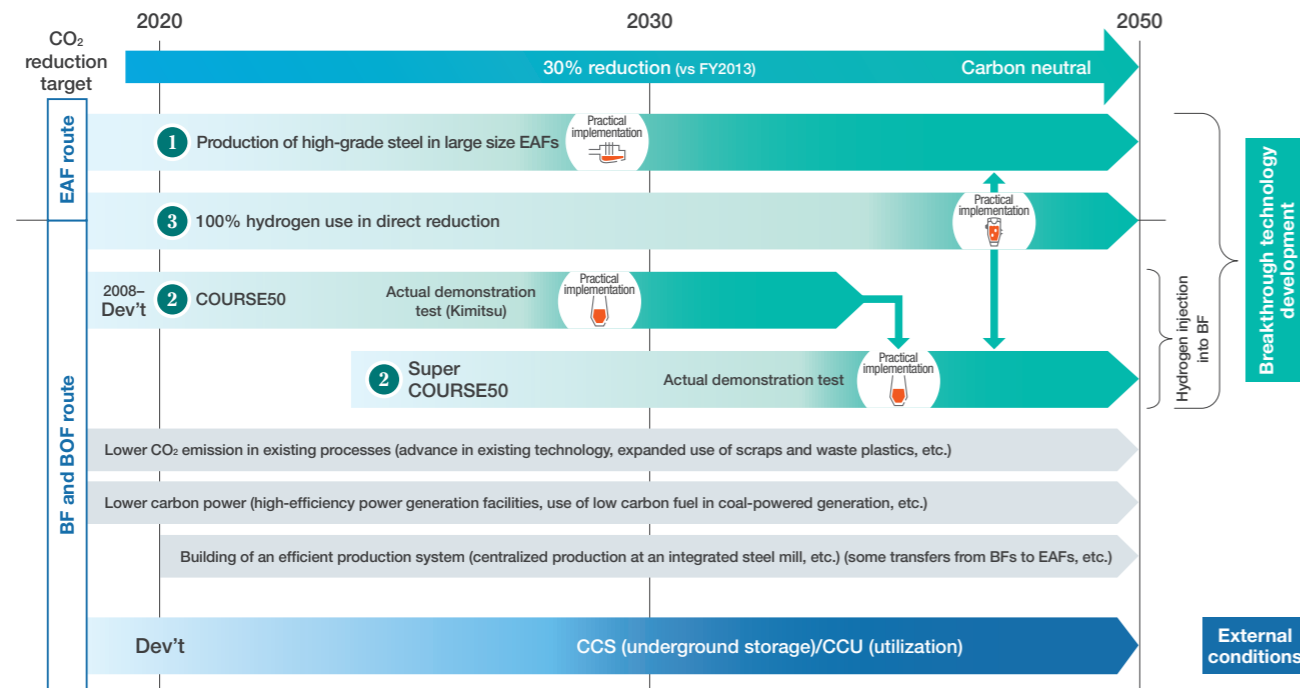 2020
2030
2050
CO₂
reduction
target
30% reduction (vs FY2013)
Carbon neutral
EAF route
1
Production of high-grade steel in large size EAFs
Practical
implementation
3
100% hydrogen use in direct reduction
Practical
implementation
2008–
Dev't
2
COURSE50
Actual demonstration
test (Kimitsu)
Practical
implementation
2
Super
COURSE50
Actual demonstration test
Practical
implementation
Hydrogen injection
into BF
Breakthrough technology
development
BF and BOF route
Lower CO₂ emission in existing processes (advance in existing technology, expanded use of scraps and waste plastics, etc.)
Lower carbon power (high-efficiency power generation facilities, use of low carbon fuel in coal-powered generation, etc.)
Building of an efficient production system (centralized production at an integrated steel mill, etc.) (some transfers from BFs to EAFs, etc.)
Dev't
CCS (underground storage)/CCU (utilization)
External
conditions